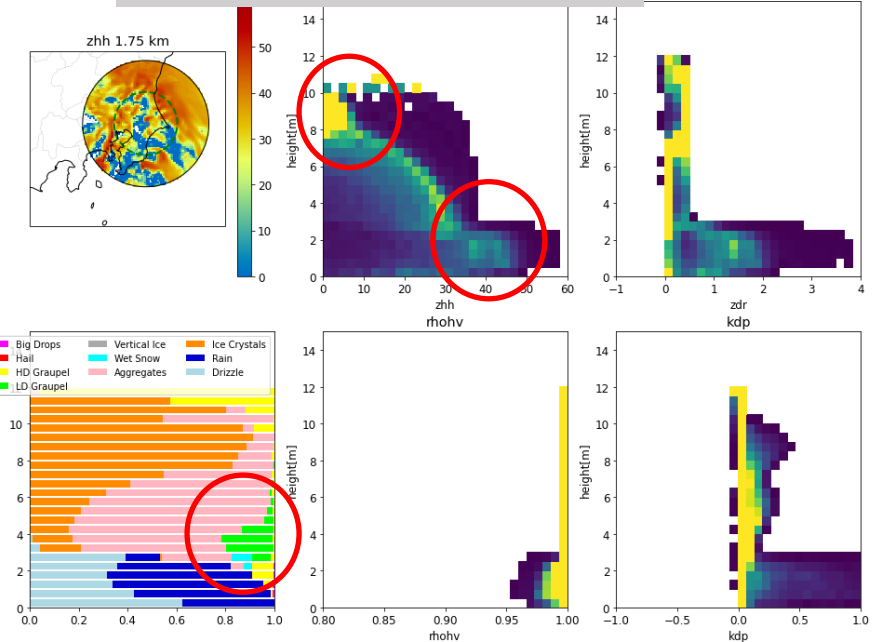 zhh 1.75 km
50
40
30
20
10
0
14
12
10
8
6
4
2
0
height[m]
0 10 20 30 40 50 60
zhh
14
12
10
8
6
4
2
0
height[m]
−1 0 1 2 3 4
zdr
Big Drops
Hail
HD Graupel
LD Graupel
Vertical Ice
Wet Snow
Aggregates
Ice Crystals
Rain
Drizzle
10
8
6
4
2
0
0.0 0.2 0.4 0.6 0.8 1.0
rhohv
14
12
10
8
6
4
2
0
height[m]
0.80 0.85 0.90 0.95 1.00
rhohv
kdp
14
12
10
8
6
4
2
0
height[m]
−1.0 −0.5 0.0 0.5 1.0
kdp